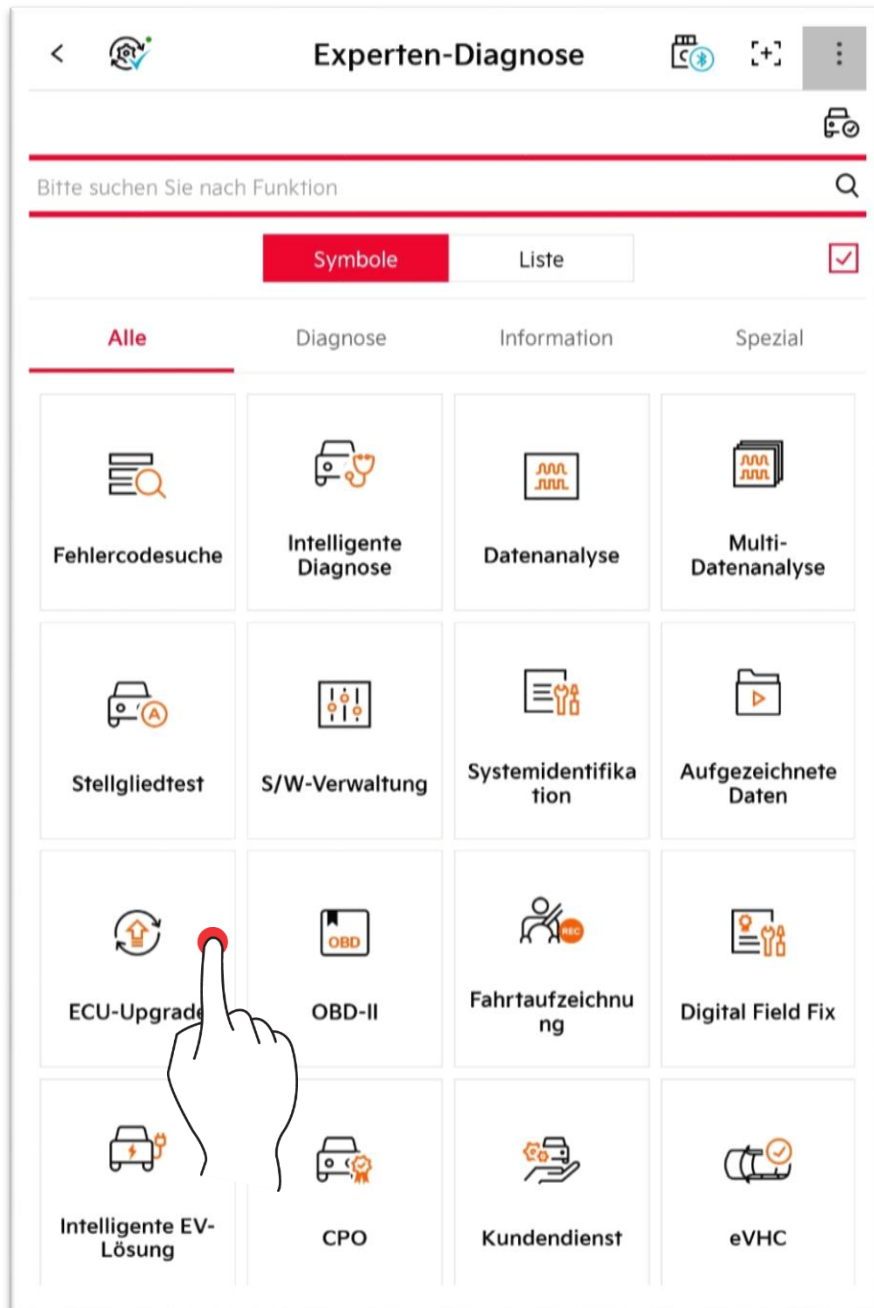 Experten-Diagnose
Bitte suchen Sie nach Funktion
Symbole
Liste
Alle
Diagnose
Information
Spezial
Fehlercodesuche
Intelligente
Diagnose
Datenanalyse
Multi-
Datenanalyse
A
Stellgliedtest
S/W-Verwaltung
Systemidentifika
tion
Aufgezeichnete
Daten
ECU-Upgrade
OBD
OBD-II
REC
Fahrtaufzeichnu
ng
Digital Field Fix
Intelligente EV-
Lösung
CPO
Kundendienst
eVHC